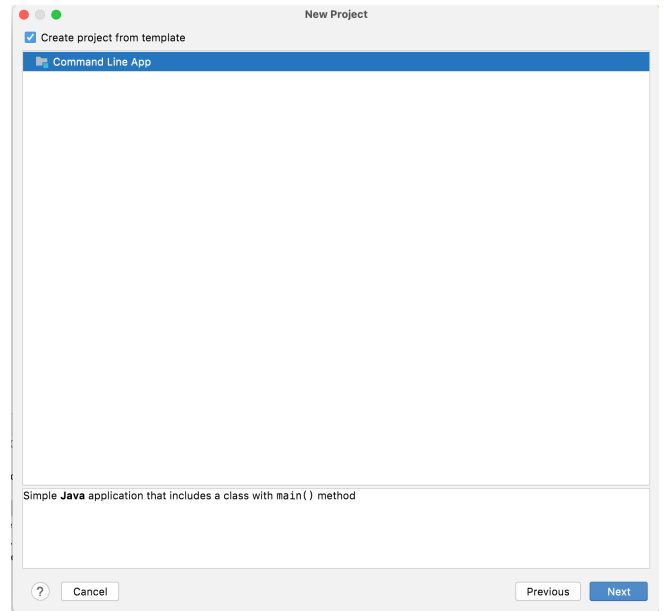 New Project
Create project from template
Command Line App
Simple Java application that includes a class with main() method
?
Cancel
Previous
Next